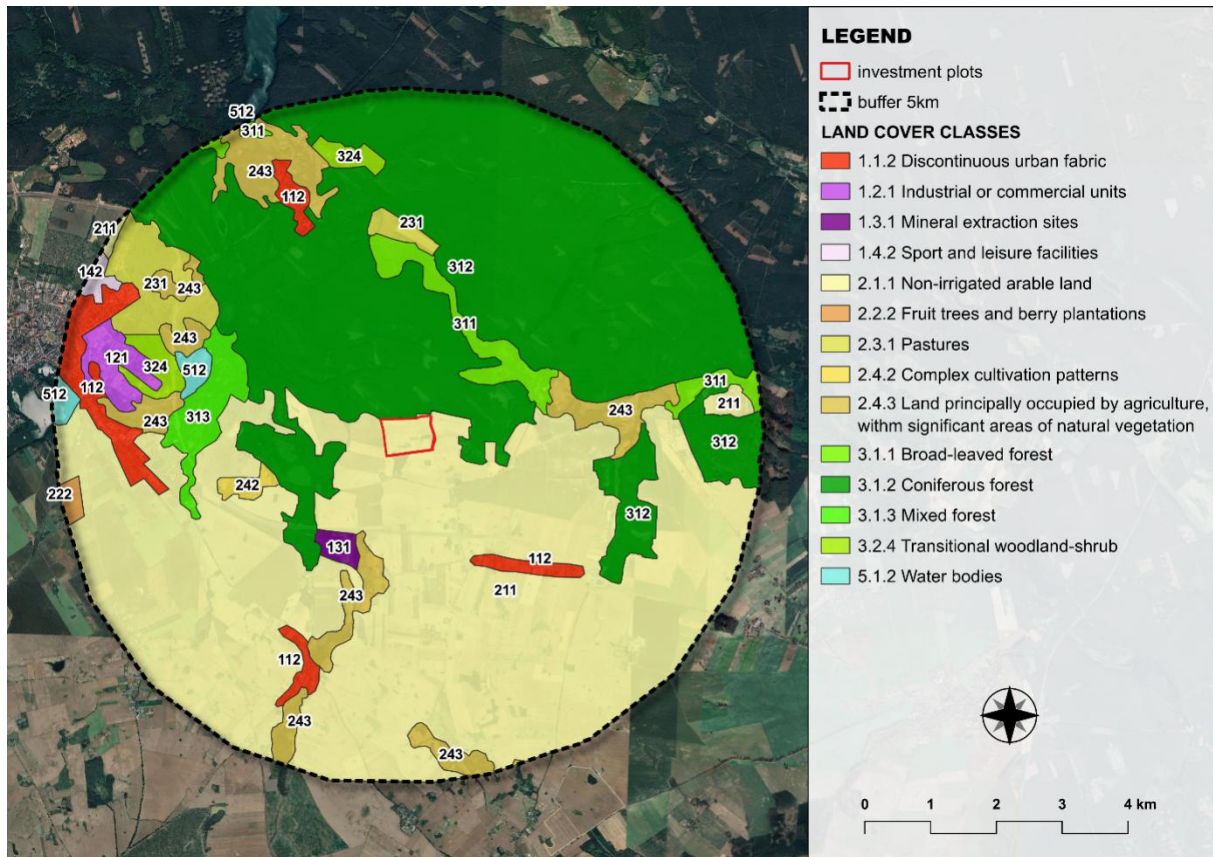 512
311
324
243
112
211
231
142
312
231
243
311
243
121
324
512
311
112
211
512
243
243
313
312
242
222
312
131
112
211
243
112
243
243
LEGEND
investment plots
buffer 5km
LAND COVER CLASSES
1.1.2 Discontinuous urban fabric
1.2.1 Industrial or commercial units
1.3.1 Mineral extraction sites
1.4.2 Sport and leisure facilities
2.1.1 Non-irrigated arable land
2.2.2 Fruit trees and berry plantations
2.3.1 Pastures
2.4.2 Complex cultivation patterns
2.4.3 Land principally occupied by agriculture,
withm significant areas of natural vegetation
3.1.1 Broad-leaved forest
3.1.2 Coniferous forest
3.1.3 Mixed forest
3.2.4 Transitional woodland-shrub
5.1.2 Water bodies
0 1 2 3 4 km